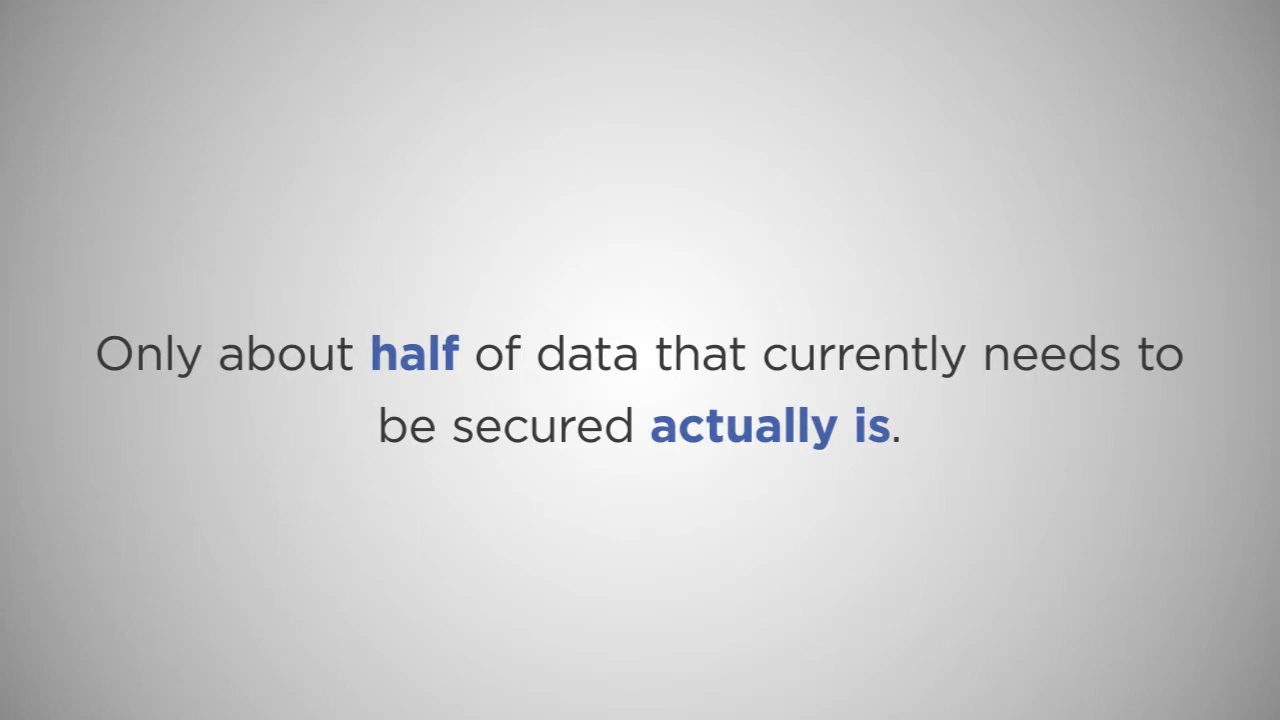 Only about half of data that currently needs to
be secured actually is.